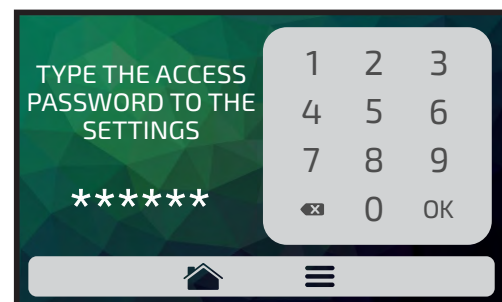 TYPE THE ACCESS
PASSWORD TO THE
SETTINGS
******
1 2 3
4 5 6
7 8 9
0 OK